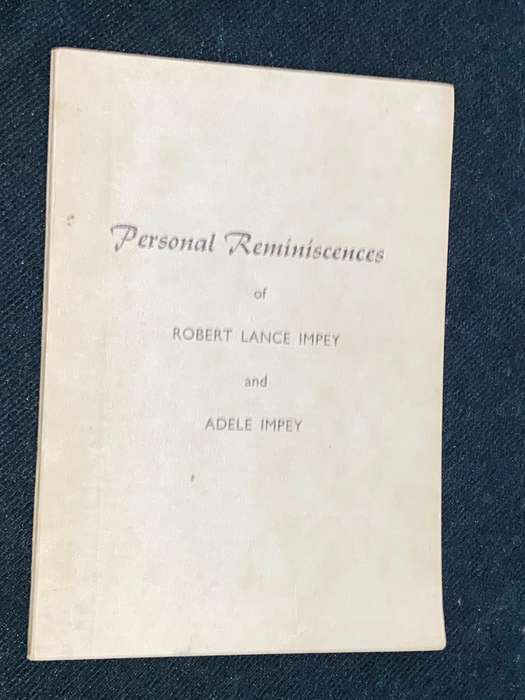 Personal Reminiscences
of
ROBERT LANCE IMPEY
and
ADELE IMPEY